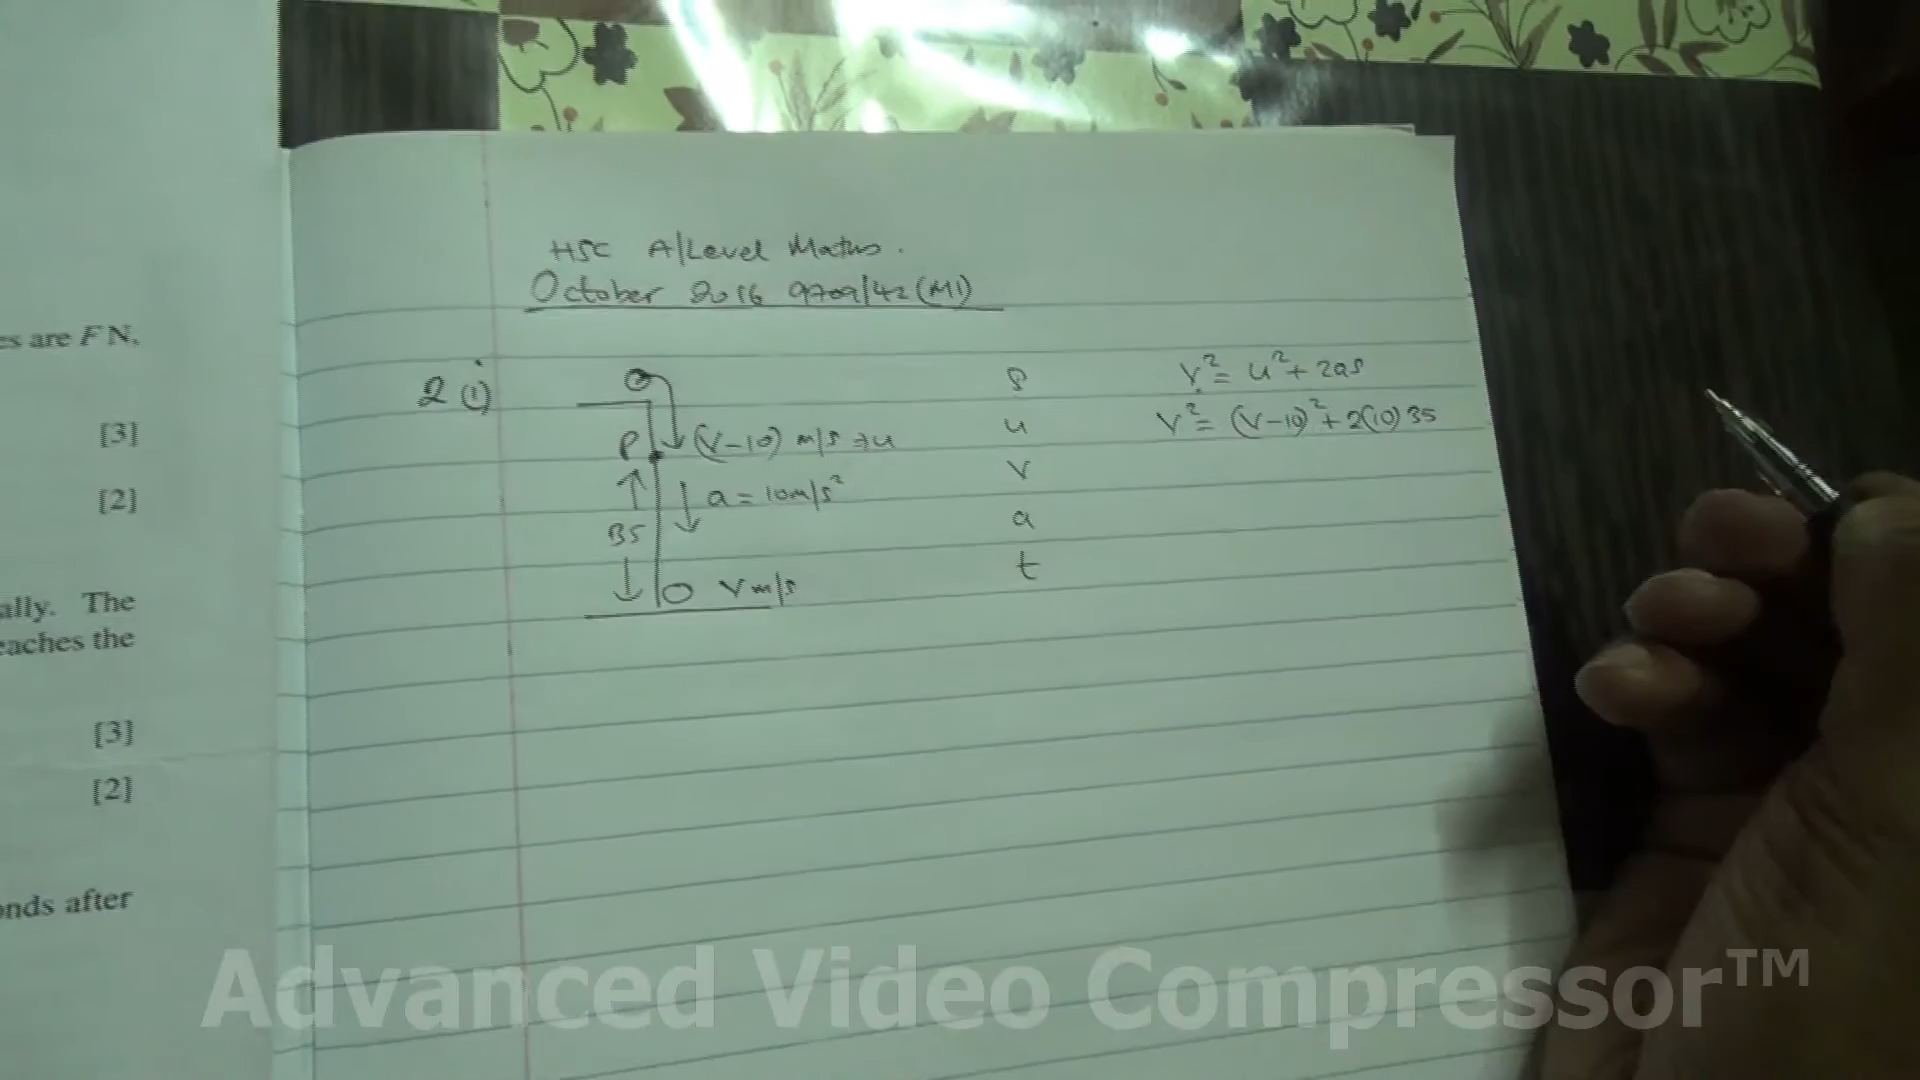 es are F N.
[3]
[2]
ally. The
eaches the
[3]
[2]
onds after
HSC A/Level Maths.
October 2016 9709/42 (M1)
2 (i)
P (V-10) m/s → u
a = 10m/s²
35
O V m/s
s
u
v
a
t
V² = u² + 2as
V² = (V-10)² + 2(10) 35
Advanced Video Compressor™